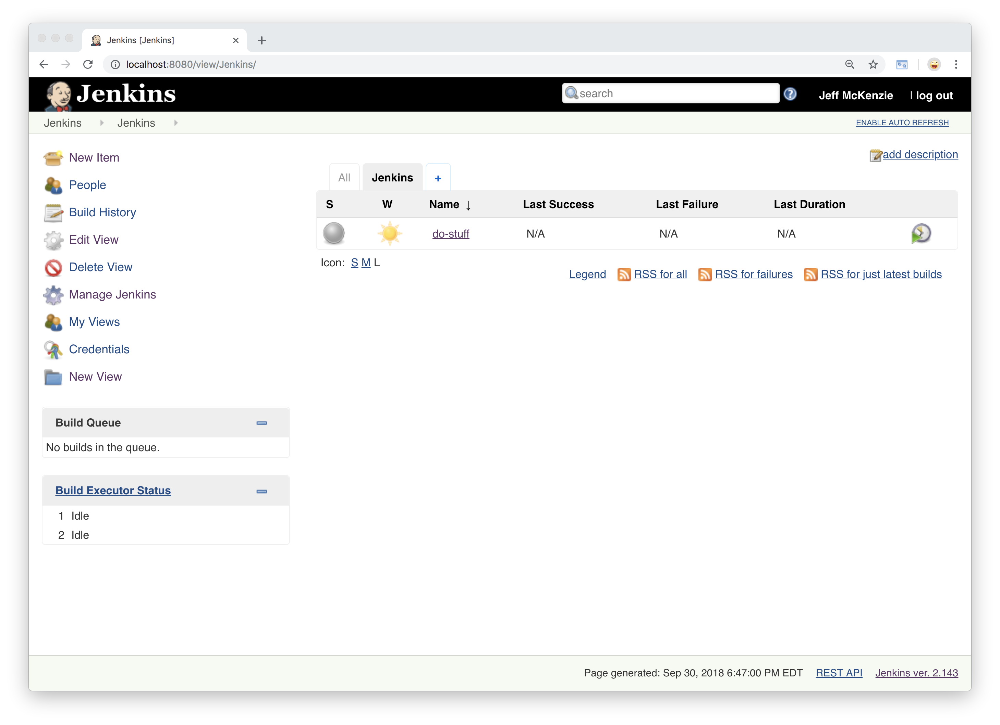 Jenkins [Jenkins]
localhost:8080/view/Jenkins/
Jenkins
search
Jeff McKenzie | log out
Jenkins Jenkins
ENABLE AUTO REFRESH
New Item
People
Build History
Edit View
Delete View
Manage Jenkins
My Views
Credentials
New View
Build Queue
No builds in the queue.
Build Executor Status
1 Idle
2 Idle
add description
All Jenkins +
S W Name ↓ Last Success Last Failure Last Duration
do-stuff N/A N/A N/A
Icon: S M L
Legend RSS for all RSS for failures RSS for just latest builds
Page generated: Sep 30, 2018 6:47:00 PM EDT REST API Jenkins ver. 2.143